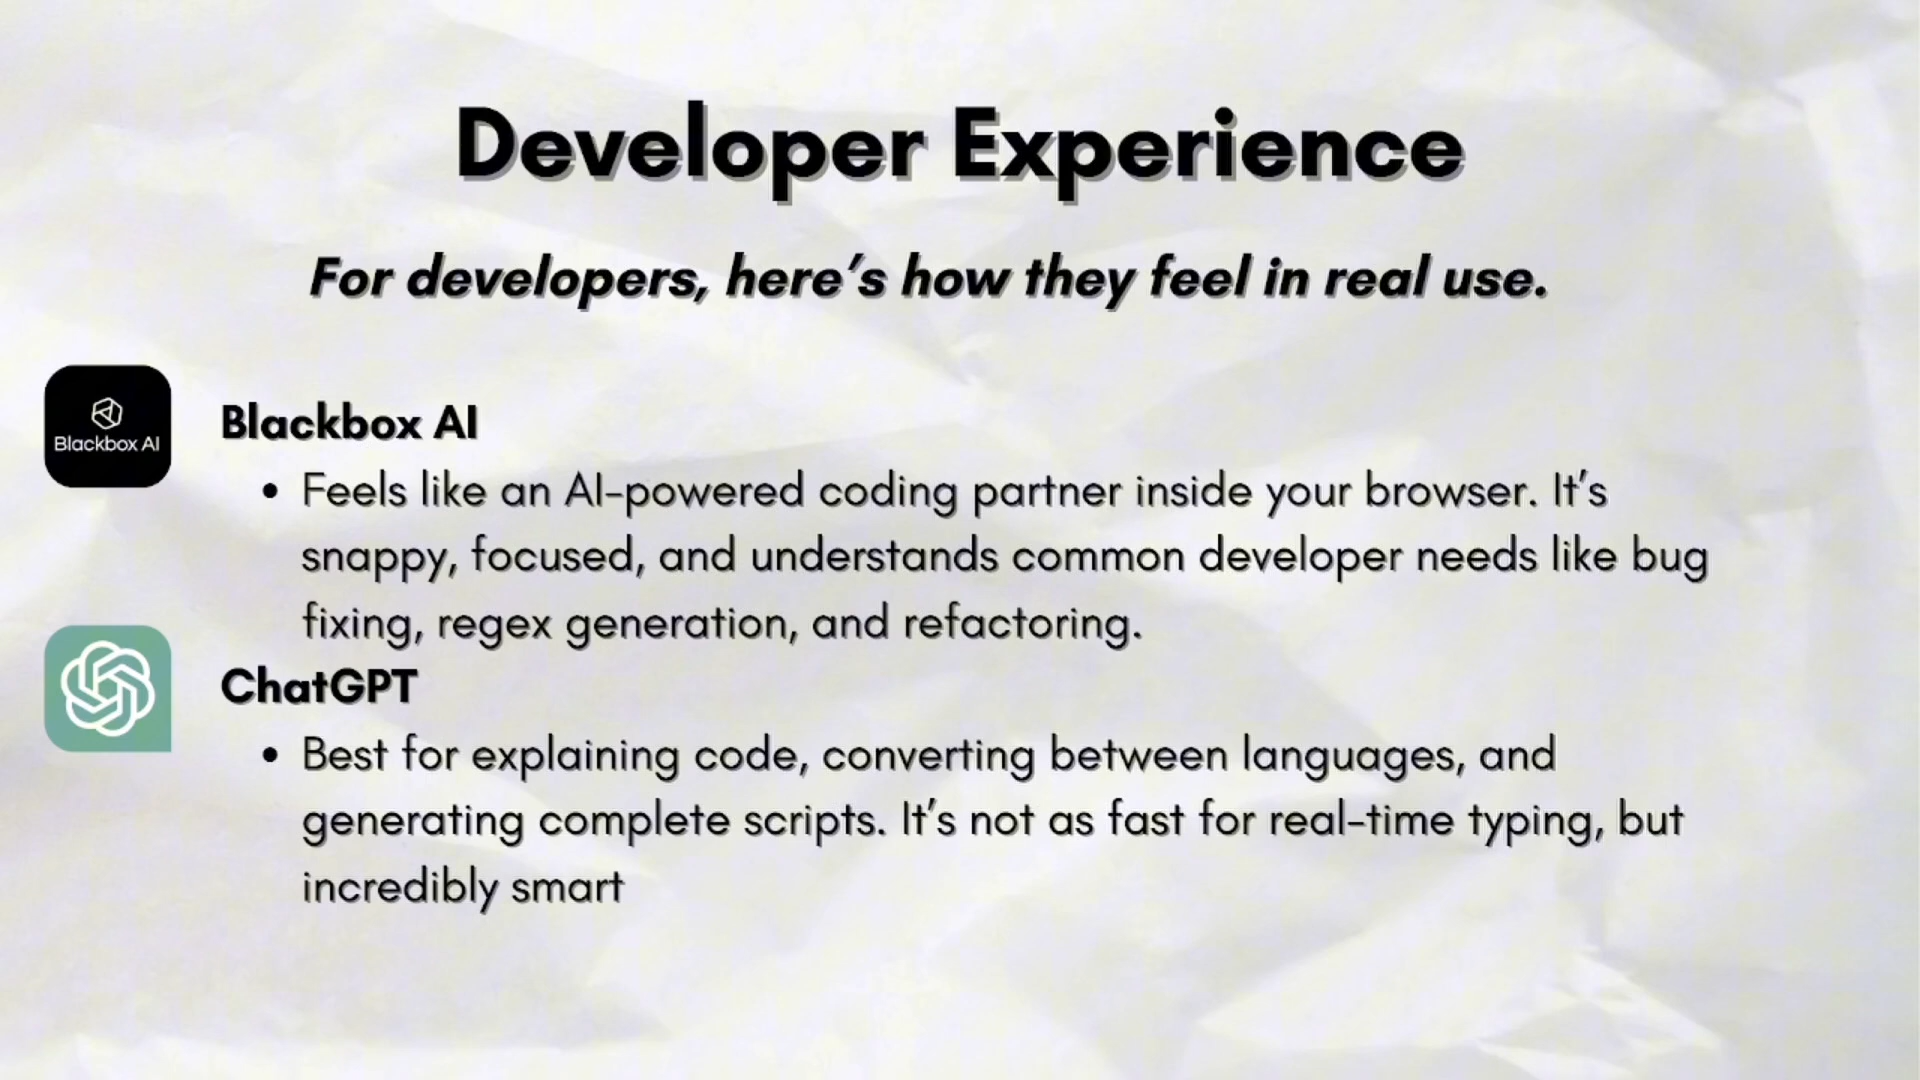 Developer Experience
For developers, here's how they feel in real use.
Blackbox AI
Blackbox AI
• Feels like an AI-powered coding partner inside your browser. It's
snappy, focused, and understands common developer needs like bug
fixing, regex generation, and refactoring.
ChatGPT
• Best for explaining code, converting between languages, and
generating complete scripts. It's not as fast for real-time typing, but
incredibly smart